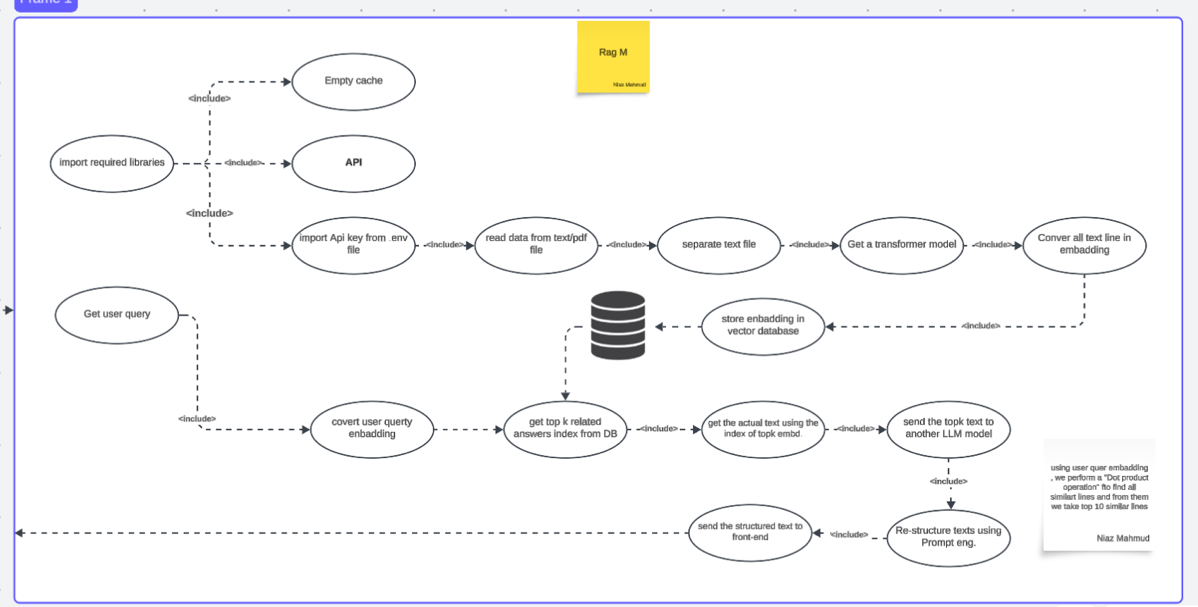 Frame 1
Rag M
Niaz Mahmud
Empty cache
<include>
import required libraries
<include>
API
<include>
import Api key from .env
file
<include>
read data from text/pdf
file
<include>
separate text file
<include>
Get a transformer model
<include>
Conver all text line in
embadding
Get user query
store enbadding in
vector database
<include>
<include>
covert user querty
enbadding
get top k related
answers index from DB
<include>
get the actual text using the
index of topk embd.
<include>
send the topk text to
another LLM model
<include>
using user quer embadding
, we perform a "Dot product
operation" fto find all
similart lines and from them
we take top 10 similar lines
Niaz Mahmud
send the structured text to
front-end
<include>
Re-structure texts using
Prompt eng.